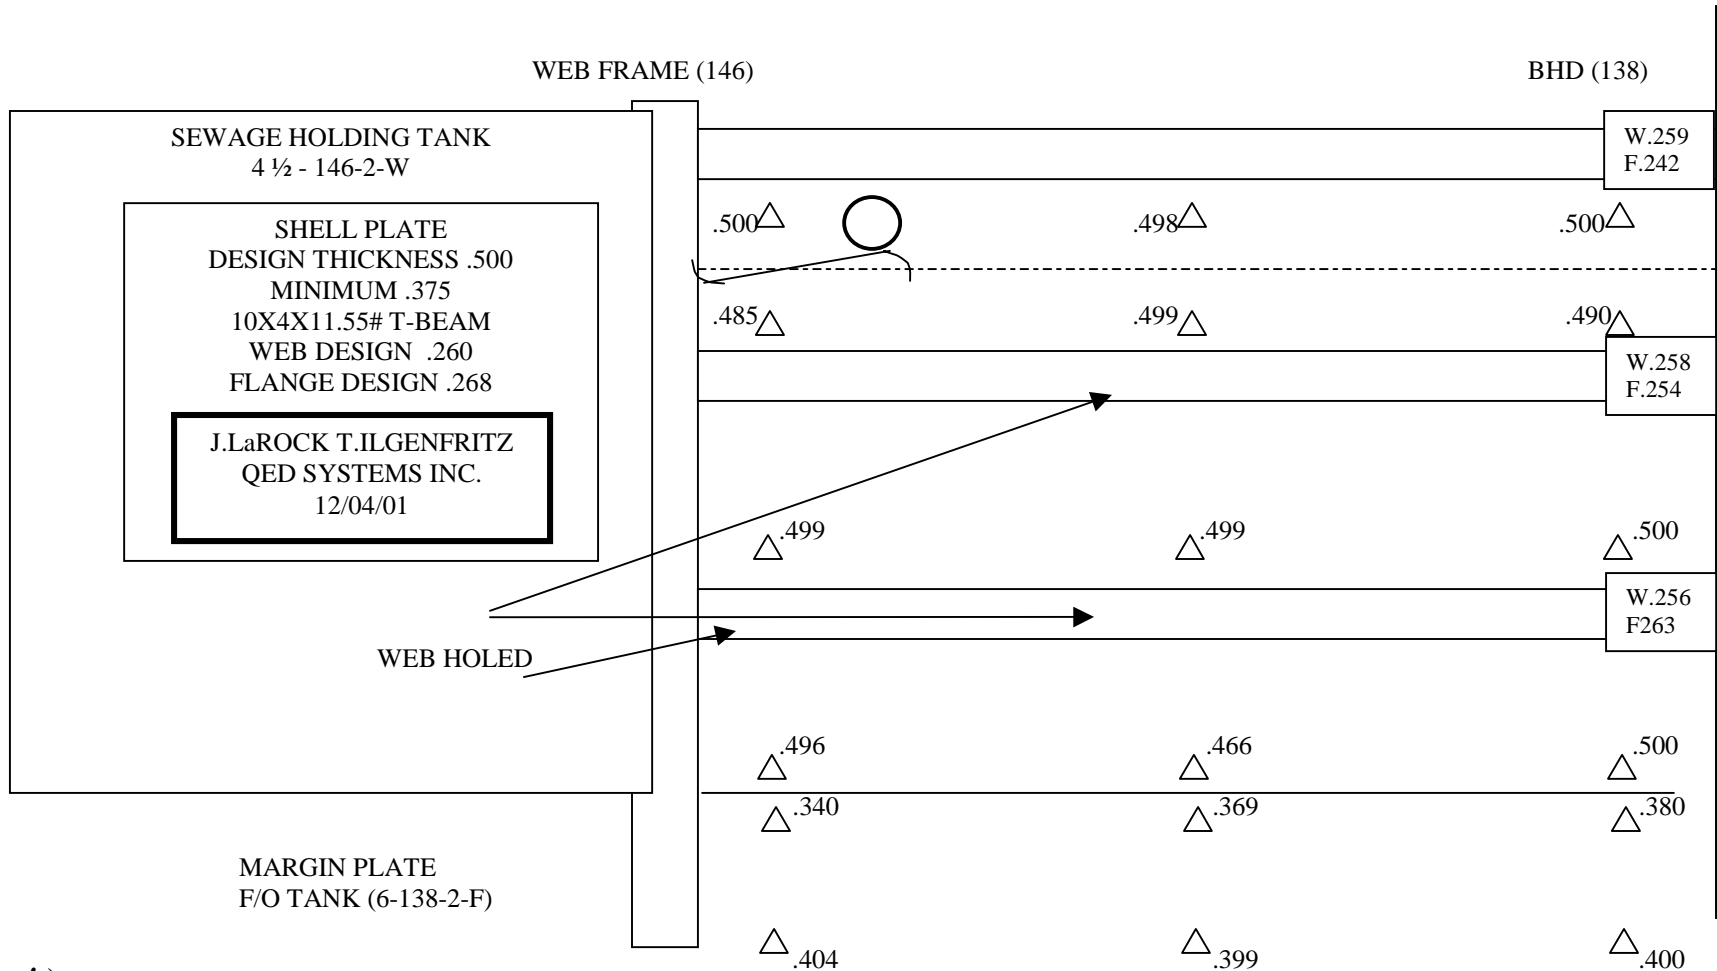 WEB FRAME (146)
BHD (138)
SEWAGE HOLDING TANK
4 ½ - 146-2-W
SHELL PLATE
DESIGN THICKNESS .500
MINIMUM .375
10X4X11.55# T-BEAM
WEB DESIGN .260
FLANGE DESIGN .268
J.LaROCK T.ILGENFRITZ
QED SYSTEMS INC.
12/04/01
W.259
F.242
.500
.498
.500
.485
.499
.490
W.258
F.254
.499
.499
.500
W.256
F263
WEB HOLED
.496
.466
.500
.340
.369
.380
MARGIN PLATE
F/O TANK (6-138-2-F)
.404
.399
.400